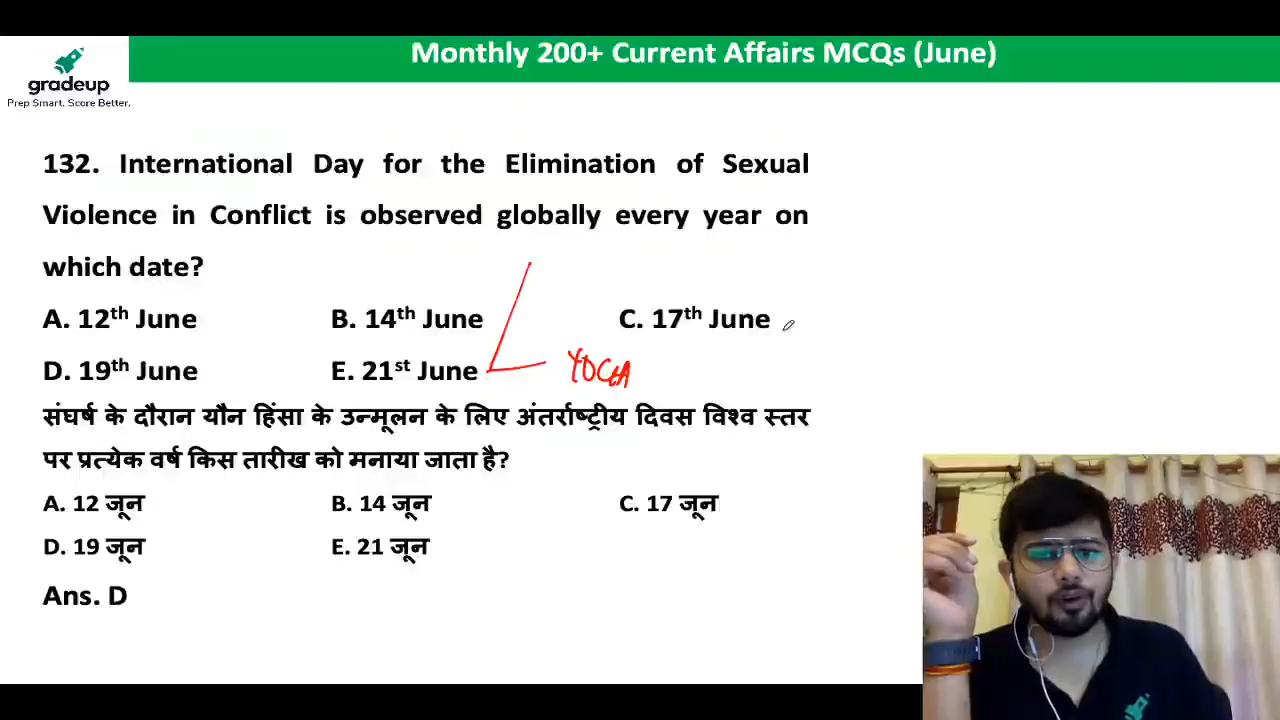 Monthly 200+ Current Affairs MCQs (June)
gradeup
Prep Smart. Score Better.
132. International Day for the Elimination of Sexual
Violence in Conflict is observed globally every year on
which date?
A. 12th June B. 14th June C. 17th June
D. 19th June E. 21st June YOGA
संघर्ष के दौरान यौन हिंसा के उन्मूलन के लिए अंतर्राष्ट्रीय दिवस विश्व स्तर
पर प्रत्येक वर्ष किस तारीख को मनाया जाता है?
A. 12 जून B. 14 जून C. 17 जून
D. 19 जून E. 21 जून
Ans. D